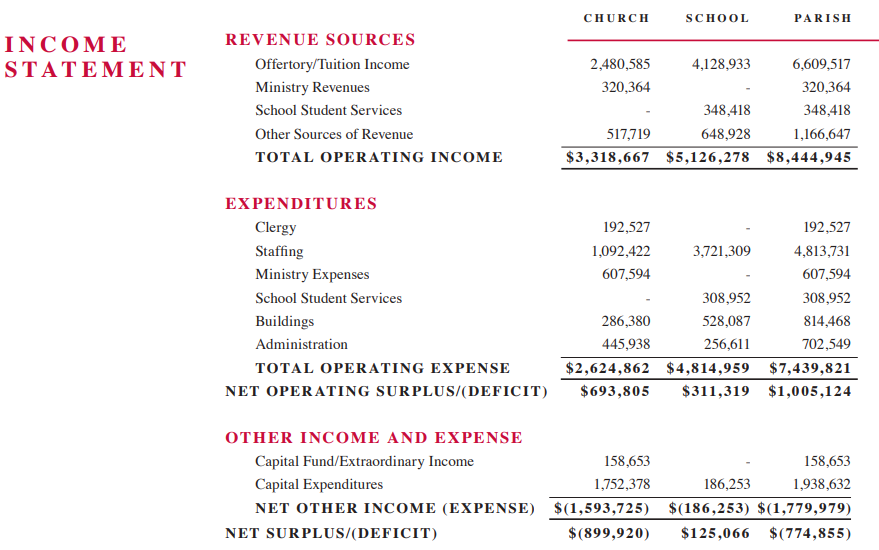 INCOME
STATEMENT
CHURCH SCHOOL PARISH
REVENUE SOURCES
Offertory/Tuition Income 2,480,585 4,128,933 6,609,517
Ministry Revenues 320,364 - 320,364
School Student Services - 348,418 348,418
Other Sources of Revenue 517,719 648,928 1,166,647
TOTAL OPERATING INCOME $3,318,667 $5,126,278 $8,444,945
EXPENDITURES
Clergy 192,527 - 192,527
Staffing 1,092,422 3,721,309 4,813,731
Ministry Expenses 607,594 - 607,594
School Student Services - 308,952 308,952
Buildings 286,380 528,087 814,468
Administration 445,938 256,611 702,549
TOTAL OPERATING EXPENSE $2,624,862 $4,814,959 $7,439,821
NET OPERATING SURPLUS/(DEFICIT) $693,805 $311,319 $1,005,124
OTHER INCOME AND EXPENSE
Capital Fund/Extraordinary Income 158,653 - 158,653
Capital Expenditures 1,752,378 186,253 1,938,632
NET OTHER INCOME (EXPENSE) $(1,593,725) $(186,253) $(1,779,979)
NET SURPLUS/(DEFICIT) $(899,920) $125,066 $(774,855)